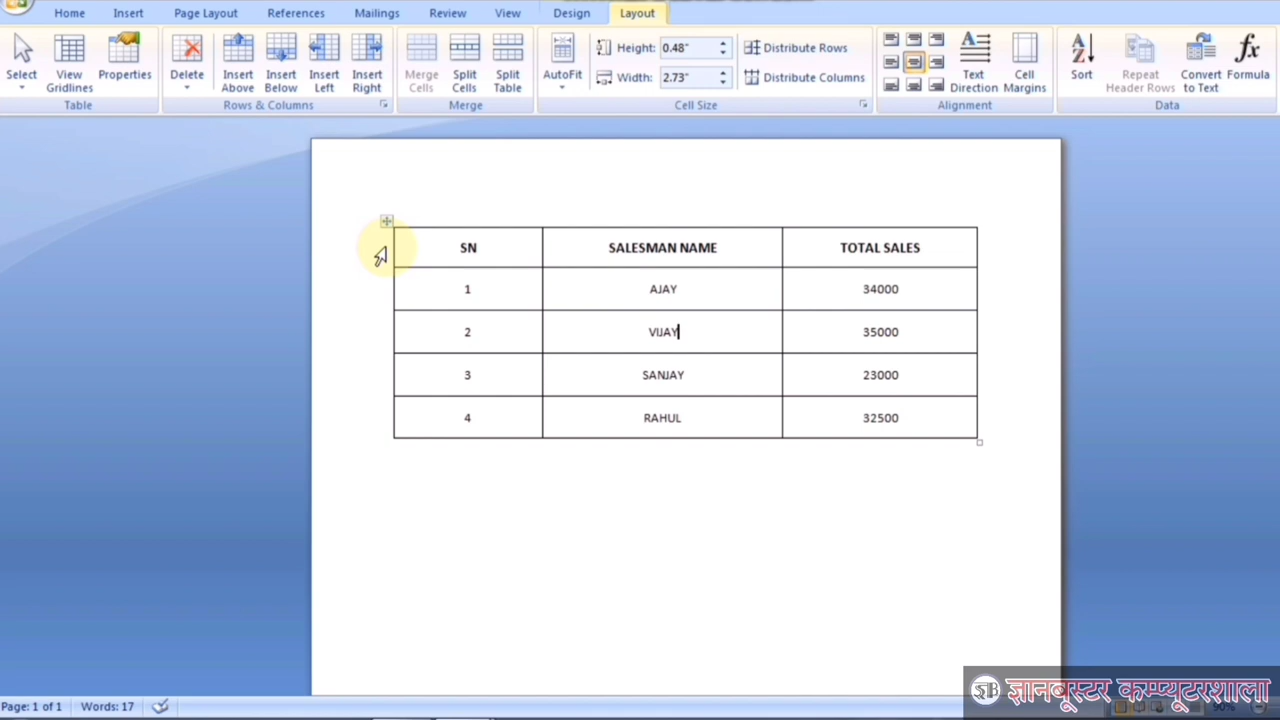 Home Insert Page Layout References Mailings Review View Design Layout
Select
View Gridlines
Properties
Table
Delete
Insert Above
Insert Below
Insert Left
Insert Right
Rows & Columns
Merge Cells
Split Cells
Split Table
Merge
AutoFit
Height: 0.48"
Width: 2.73"
Distribute Rows
Distribute Columns
Cell Size
Text Direction
Cell Margins
Alignment
Sort
Repeat Header Rows
Convert to Text
Formula
Data
SN SALESMAN NAME TOTAL SALES
1 AJAY 34000
2 VIJAY 35000
3 SANJAY 23000
4 RAHUL 32500
ज्ञानबूस्टर कम्प्यूटरशाला
Page: 1 of 1 Words: 17 90%